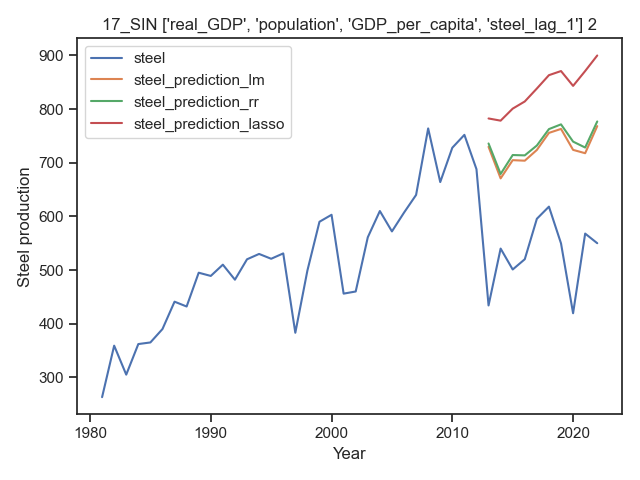 17_SIN ['real_GDP', 'population', 'GDP_per_capita', 'steel_lag_1'] 2
steel
steel_prediction_lm
steel_prediction_rr
steel_prediction_lasso
Steel production
900
800
700
600
500
400
300
1980
1990
2000
2010
2020
Year